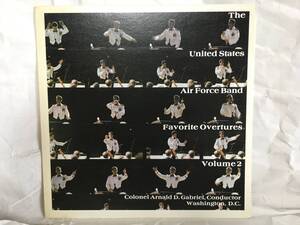 The
United States
Air Force Band
Favorite Overtures
Volume 2
Colonel Arnald D. Gabriel, Conductor
Washington, D.C.